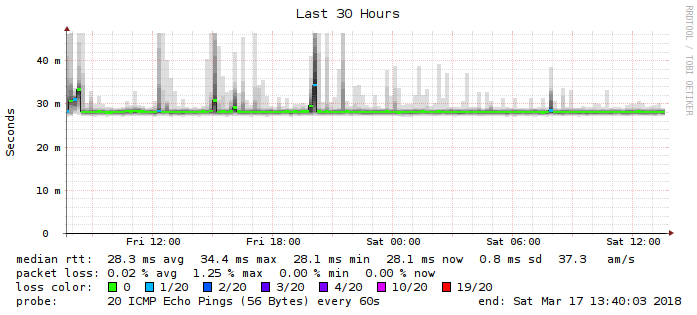 Last 30 Hours
RRDTOOL / TOBI OETIKER
Seconds
40 m
30 m
20 m
10 m
0
Fri 12:00 Fri 18:00 Sat 00:00 Sat 06:00 Sat 12:00
median rtt: 28.3 ms avg 34.4 ms max 28.1 ms min 28.1 ms now 0.8 ms sd 37.3 am/s
packet loss: 0.02 % avg 1.25 % max 0.00 % min 0.00 % now
loss color: 0 1/20 2/20 3/20 4/20 10/20 19/20
probe: 20 ICMP Echo Pings (56 Bytes) every 60s end: Sat Mar 17 13:40:03 2018